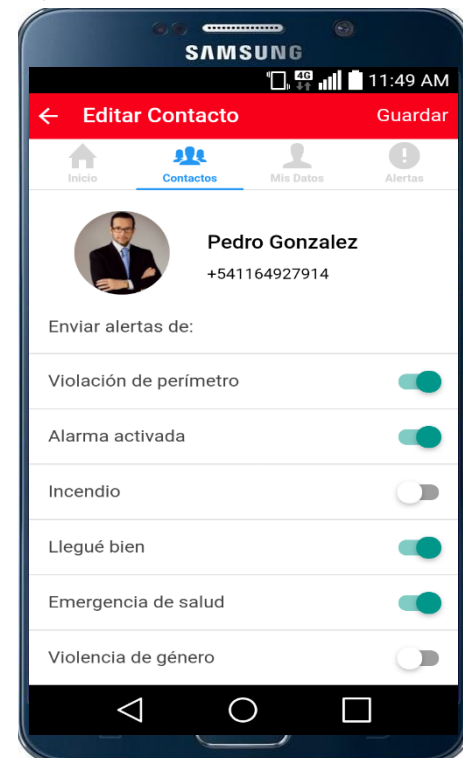 SAMSUNG
4G 11:49 AM
Editar Contacto Guardar
Inicio Contactos Mis Datos Alertas
Pedro Gonzalez
+541164927914
Enviar alertas de:
Violación de perímetro
Alarma activada
Incendio
Llegué bien
Emergencia de salud
Violencia de género